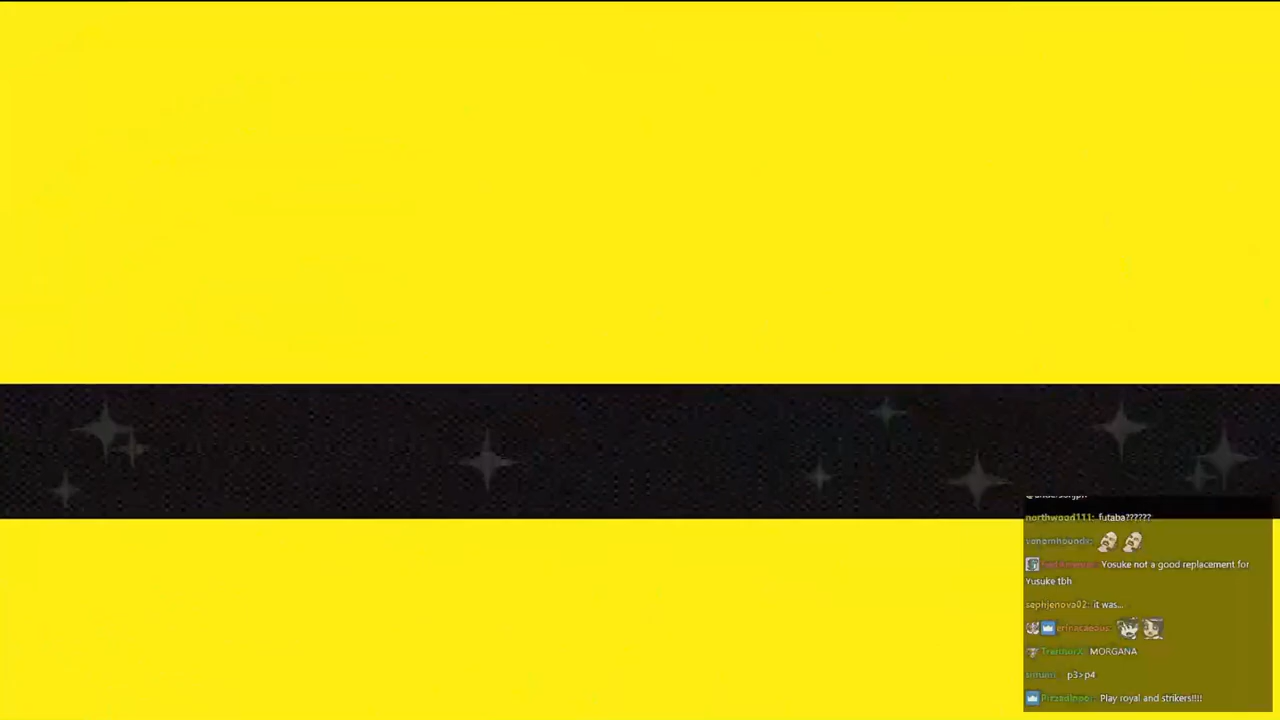 northwood111: futaba??????
venomhoundx:
Yosuke not a good replacement for
Yusuke tbh
sephjenova02: it was...
MORGANA
p3>p4
Play royal and strikers!!!!